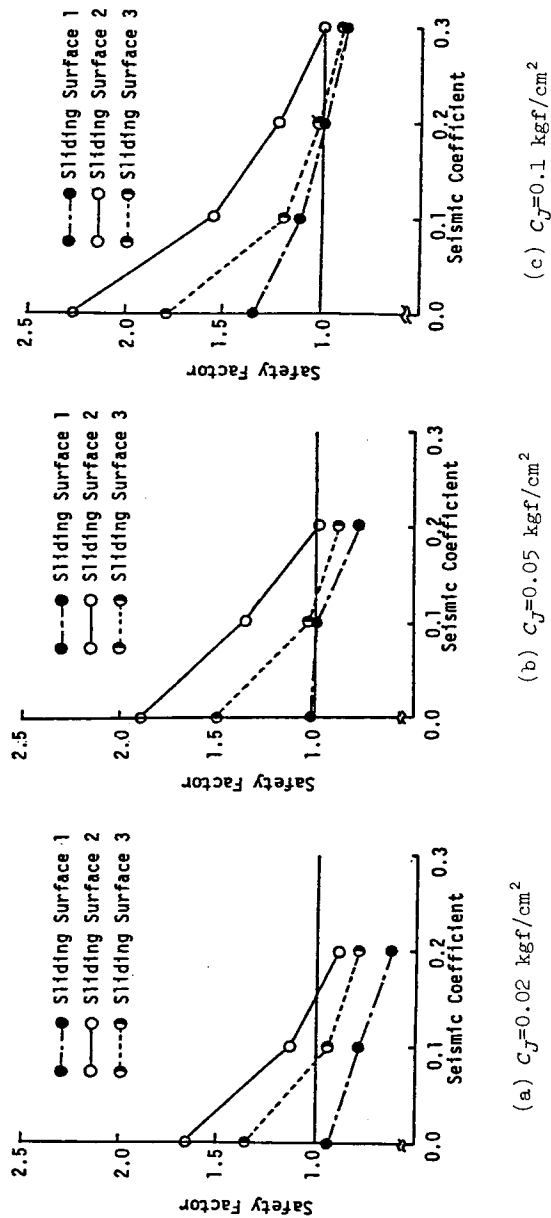 Sliding Surface 1
Sliding Surface 2
Sliding Surface 3
2.5
2.0
1.5
1.0
Safety Factor
0.0 0.1 0.2 0.3
Seismic Coefficient
(a) C_J=0.02 kgf/cm²
Sliding Surface 1
Sliding Surface 2
Sliding Surface 3
2.5
2.0
1.5
1.0
Safety Factor
0.0 0.1 0.2 0.3
Seismic Coefficient
(b) C_J=0.05 kgf/cm²
Sliding Surface 1
Sliding Surface 2
Sliding Surface 3
2.5
2.0
1.5
1.0
Safety Factor
0.0 0.1 0.2 0.3
Seismic Coefficient
(c) C_J=0.1 kgf/cm²